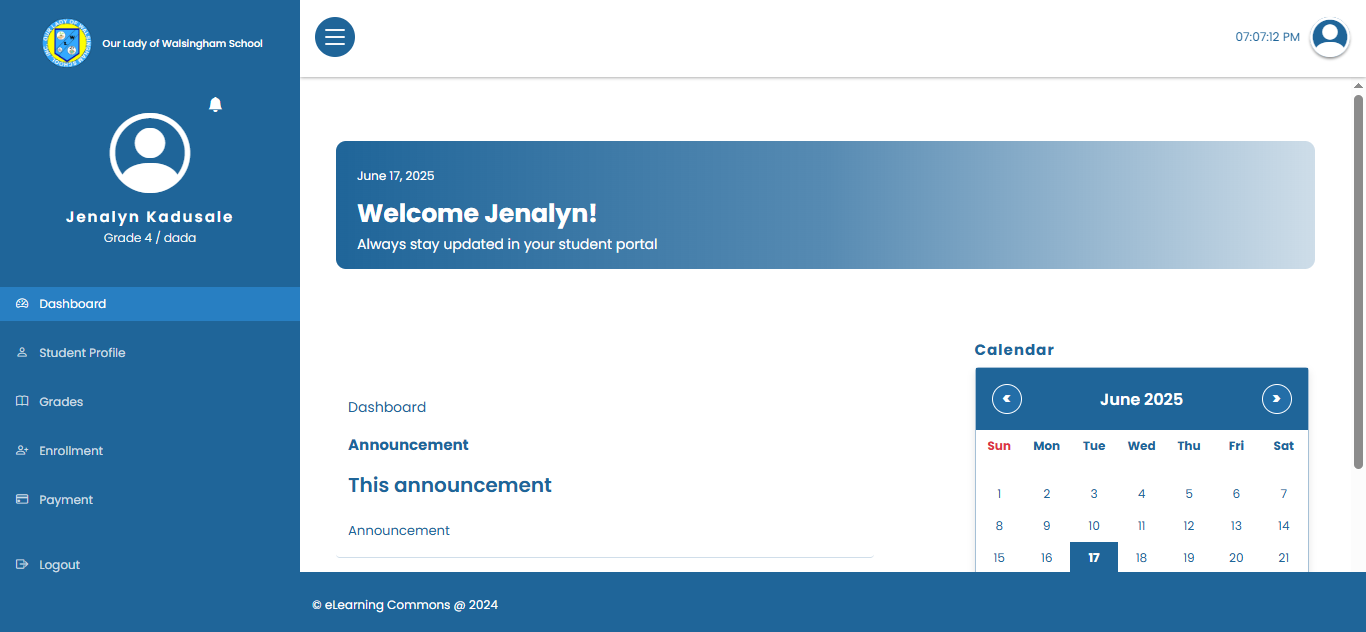 Our Lady of Walsingham School
07:07:12 PM
Jenalyn Kadusale
Grade 4 / dada
Dashboard
Student Profile
Grades
Enrollment
Payment
Logout
June 17, 2025
Welcome Jenalyn!
Always stay updated in your student portal
Dashboard
Announcement
This announcement
Announcement
Calendar
June 2025
Sun Mon Tue Wed Thu Fri Sat
1 2 3 4 5 6 7
8 9 10 11 12 13 14
15 16 17 18 19 20 21
© eLearning Commons @ 2024